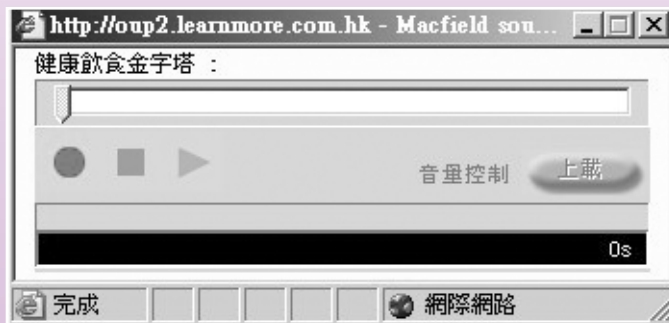 http://oup2.learnmore.com.hk - Macfield sou...
健康飲食金字塔 ：
音量控制 上載
0s
完成 網際網路